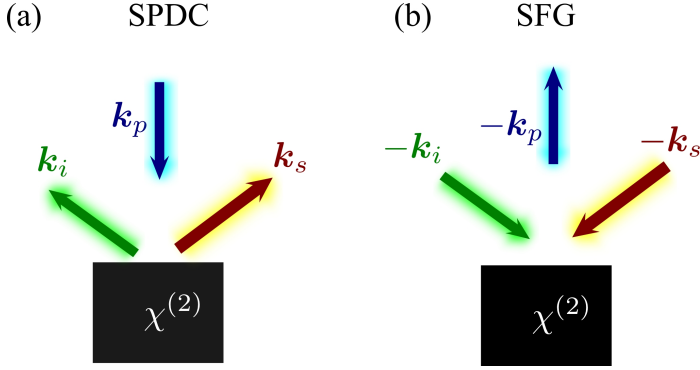 (a) SPDC
k_p
k_i
k_s
χ^(2)
(b) SFG
−k_p
−k_i
−k_s
χ^(2)